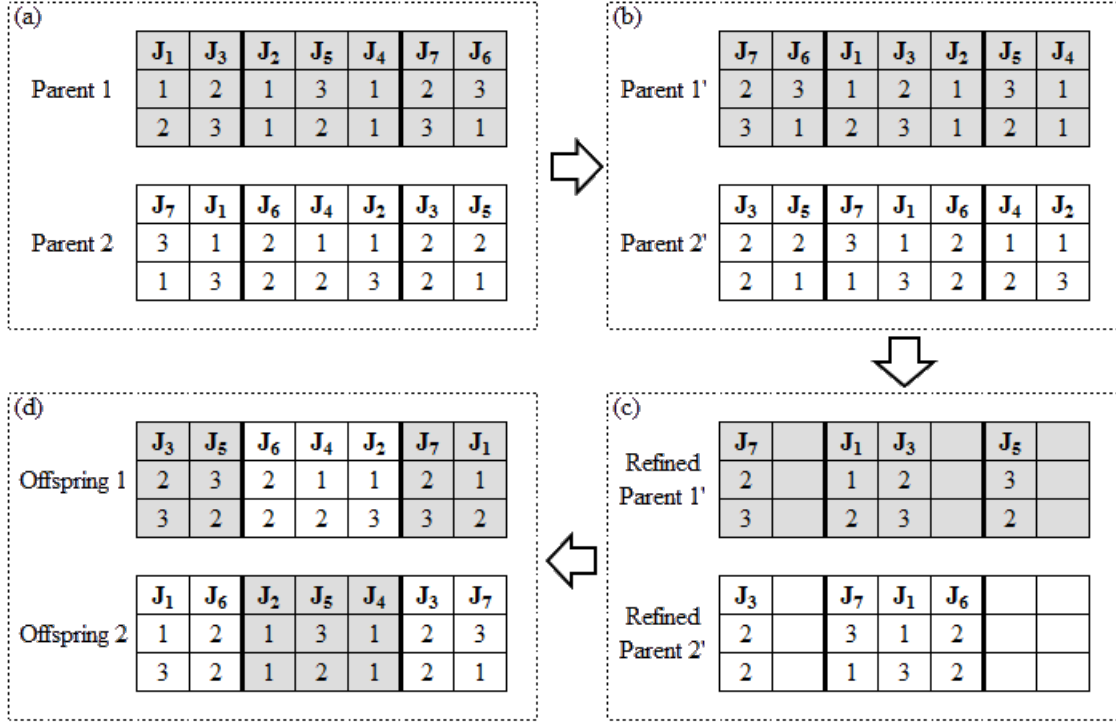 (a)
J₁ J₃ J₂ J₅ J₄ J₇ J₆
Parent 1 1 2 1 3 1 2 3
2 3 1 2 1 3 1
J₇ J₁ J₆ J₄ J₂ J₃ J₅
Parent 2 3 1 2 1 1 2 2
1 3 2 2 3 2 1
(b)
J₇ J₆ J₁ J₃ J₂ J₅ J₄
Parent 1' 2 3 1 2 1 3 1
3 1 2 3 1 2 1
J₃ J₅ J₇ J₁ J₆ J₄ J₂
Parent 2' 2 2 3 1 2 1 1
2 1 1 3 2 2 3
(d)
J₃ J₅ J₆ J₄ J₂ J₇ J₁
Offspring 1 2 3 2 1 1 2 1
3 2 2 2 3 3 2
J₁ J₆ J₂ J₅ J₄ J₃ J₇
Offspring 2 1 2 1 3 1 2 3
3 2 1 2 1 2 1
(c)
J₇ J₁ J₃ J₅
Refined
Parent 1'
2 1 2 3
3 2 3 2
J₃ J₇ J₁ J₆
Refined
Parent 2'
2 3 1 2
2 1 3 2